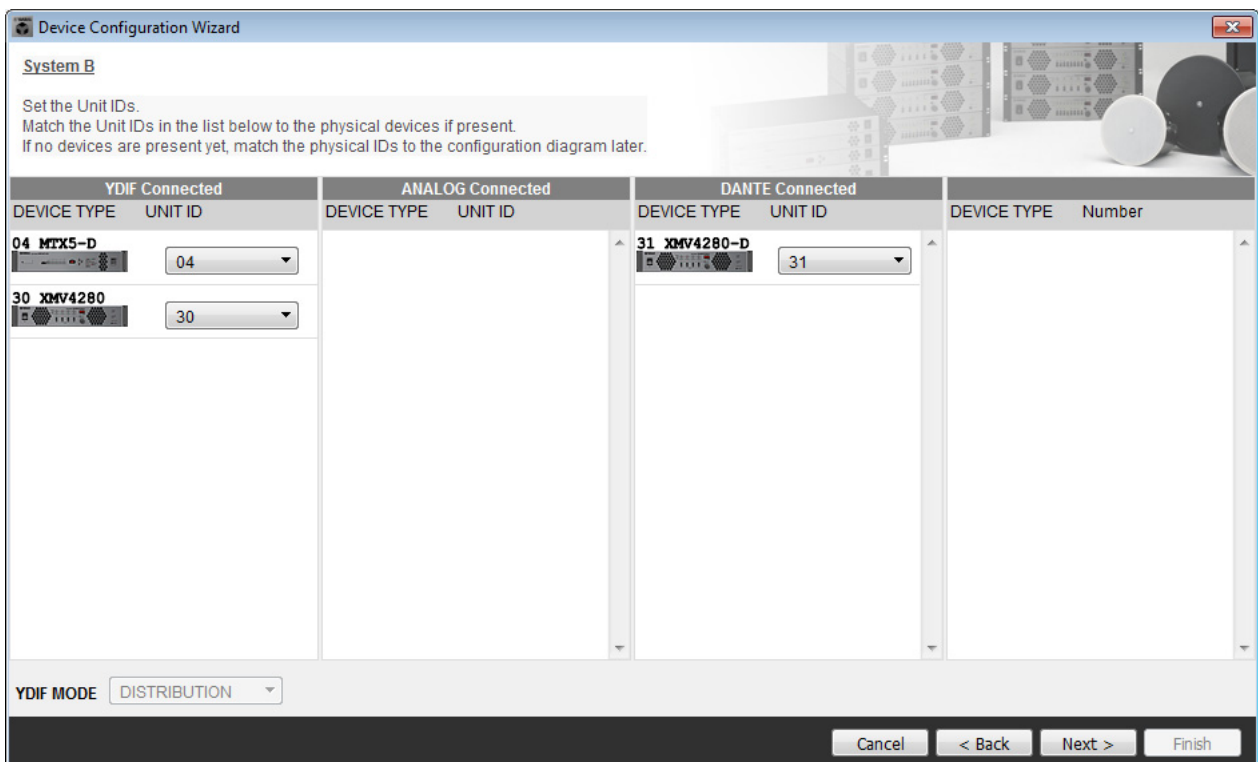 Device Configuration Wizard
System B
Set the Unit IDs.
Match the Unit IDs in the list below to the physical devices if present.
If no devices are present yet, match the physical IDs to the configuration diagram later.
YDIF Connected
ANALOG Connected
DANTE Connected
DEVICE TYPE UNIT ID
DEVICE TYPE UNIT ID
DEVICE TYPE UNIT ID
DEVICE TYPE Number
04 MTX5-D
04
30 XMV4280
30
31 XMV4280-D
31
YDIF MODE DISTRIBUTION
Cancel
< Back
Next >
Finish